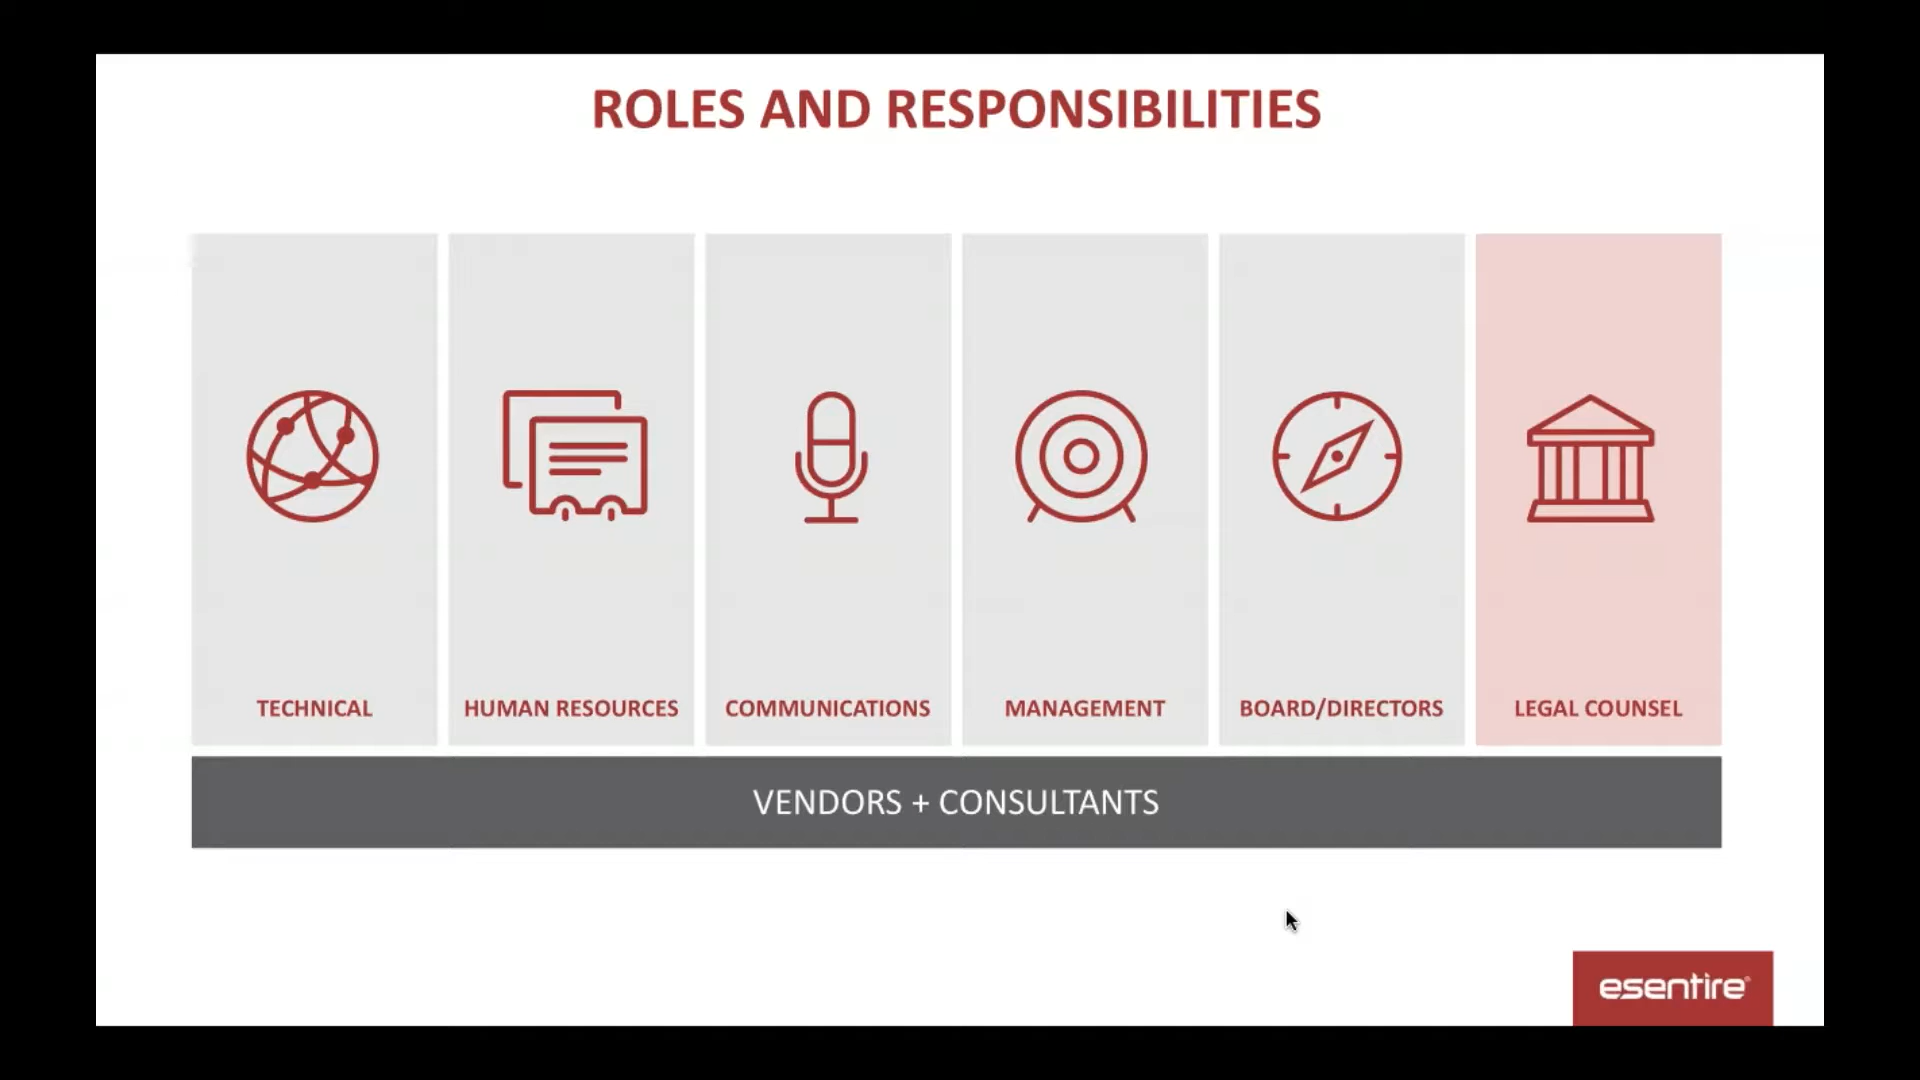 ROLES AND RESPONSIBILITIES
TECHNICAL
HUMAN RESOURCES
COMMUNICATIONS
MANAGEMENT
BOARD/DIRECTORS
LEGAL COUNSEL
VENDORS + CONSULTANTS
esentire